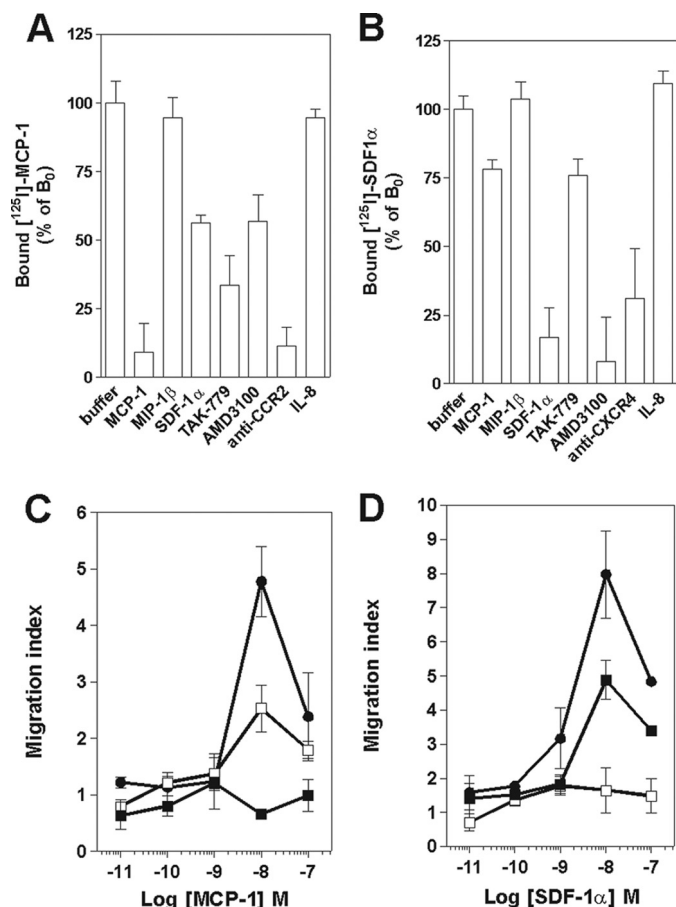 A
125
100
75
50
25
0
Bound [¹²⁵I]-MCP-1
(% of B₀)
buffer
MCP-1
MIP-1β
SDF-1α
TAK-779
AMD3100
anti-CCR2
IL-8
B
125
100
75
50
25
0
Bound [¹²⁵I]-SDF1α
(% of B₀)
buffer
MCP-1
MIP-1β
SDF-1α
TAK-779
AMD3100
anti-CXCR4
IL-8
C
6
5
4
3
2
1
0
Migration index
-11 -10 -9 -8 -7
Log [MCP-1] M
D
10
9
8
7
6
5
4
3
2
1
0
Migration index
-11 -10 -9 -8 -7
Log [SDF-1α] M